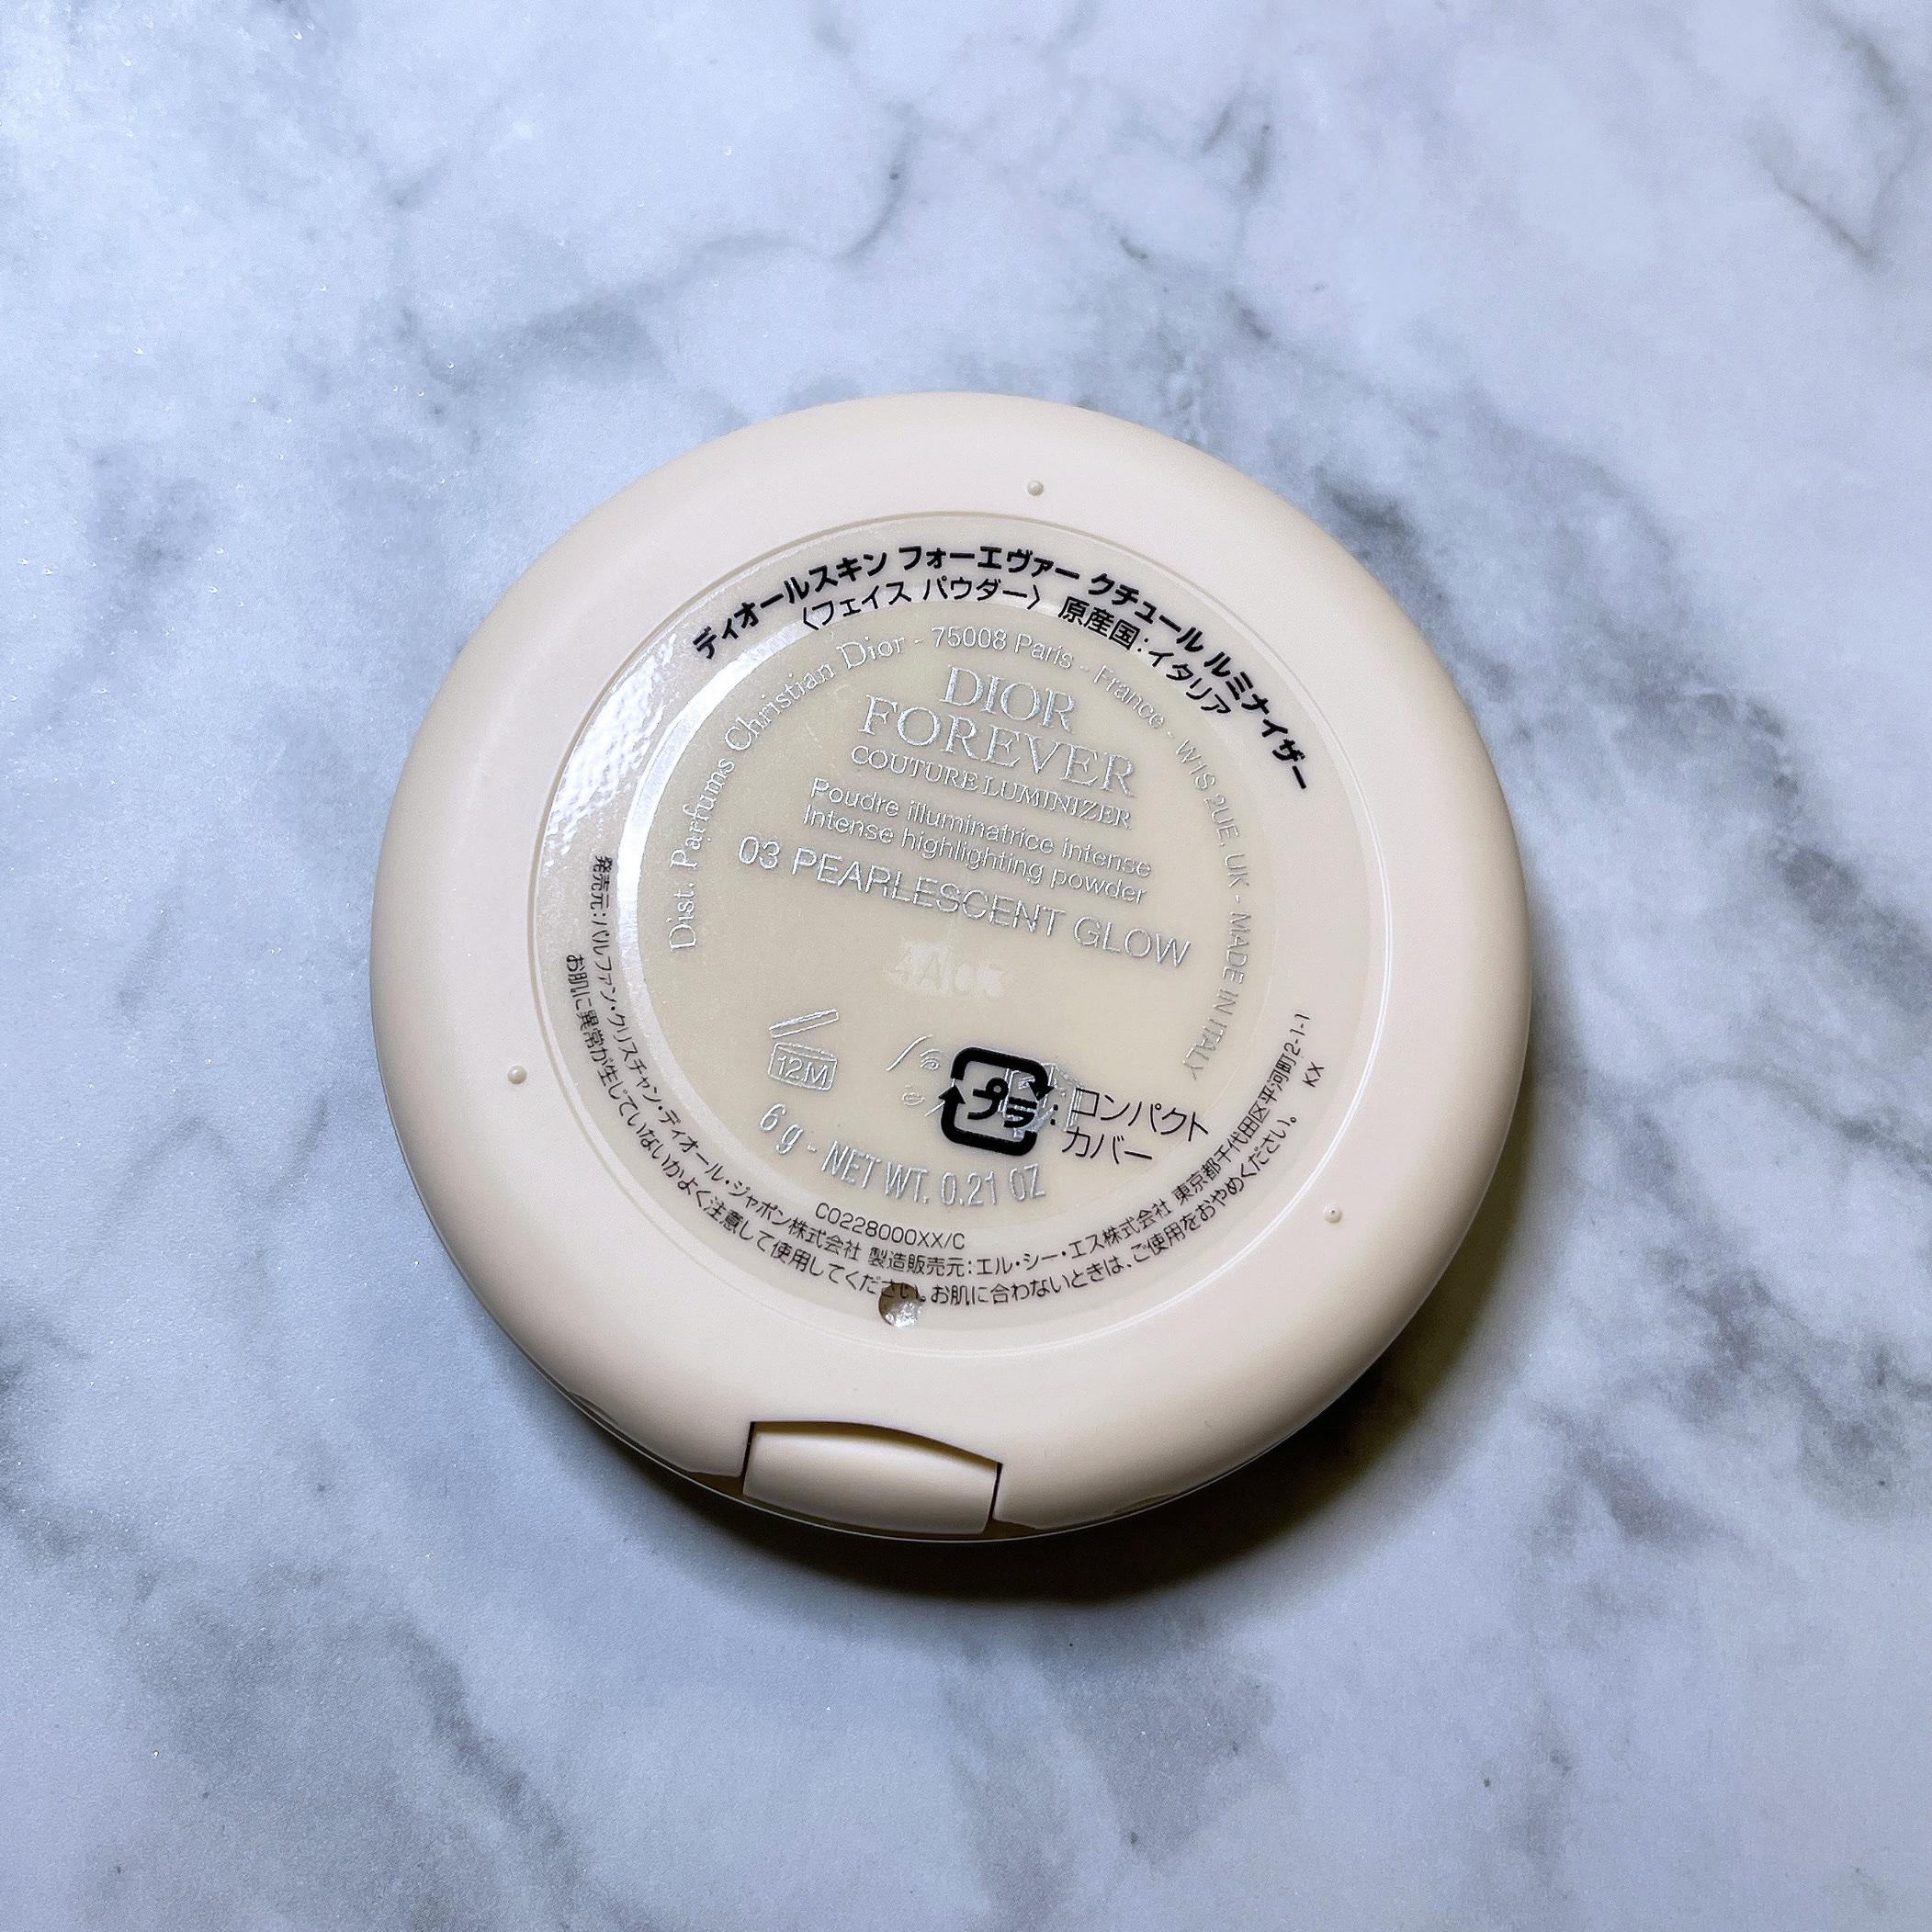 ディオールスキン フォーエヴァー クチュール ルミナイザー
〈フェイス パウダー〉 原産国:イタリア
Dist. Parfums Christian Dior - 75008 Paris - France - W1S 2UE, UK - MADE IN ITALY
DIOR
FOREVER
COUTURE LUMINIZER
Poudre illuminatrice intense
Intense highlighting powder
03 PEARLESCENT GLOW
12M
プラ : コンパクト
カバー
6 g - NET WT. 0.21 OZ
C0228000XX/C
発売元:パルファン・クリスチャン・ディオール・ジャポン株式会社 製造販売元:エル・シー・エス株式会社 東京都千代田区平河町2-1-1
お肌に異常が生じていないかよく注意して使用してください。お肌に合わないときは、ご使用をおやめください。 KX